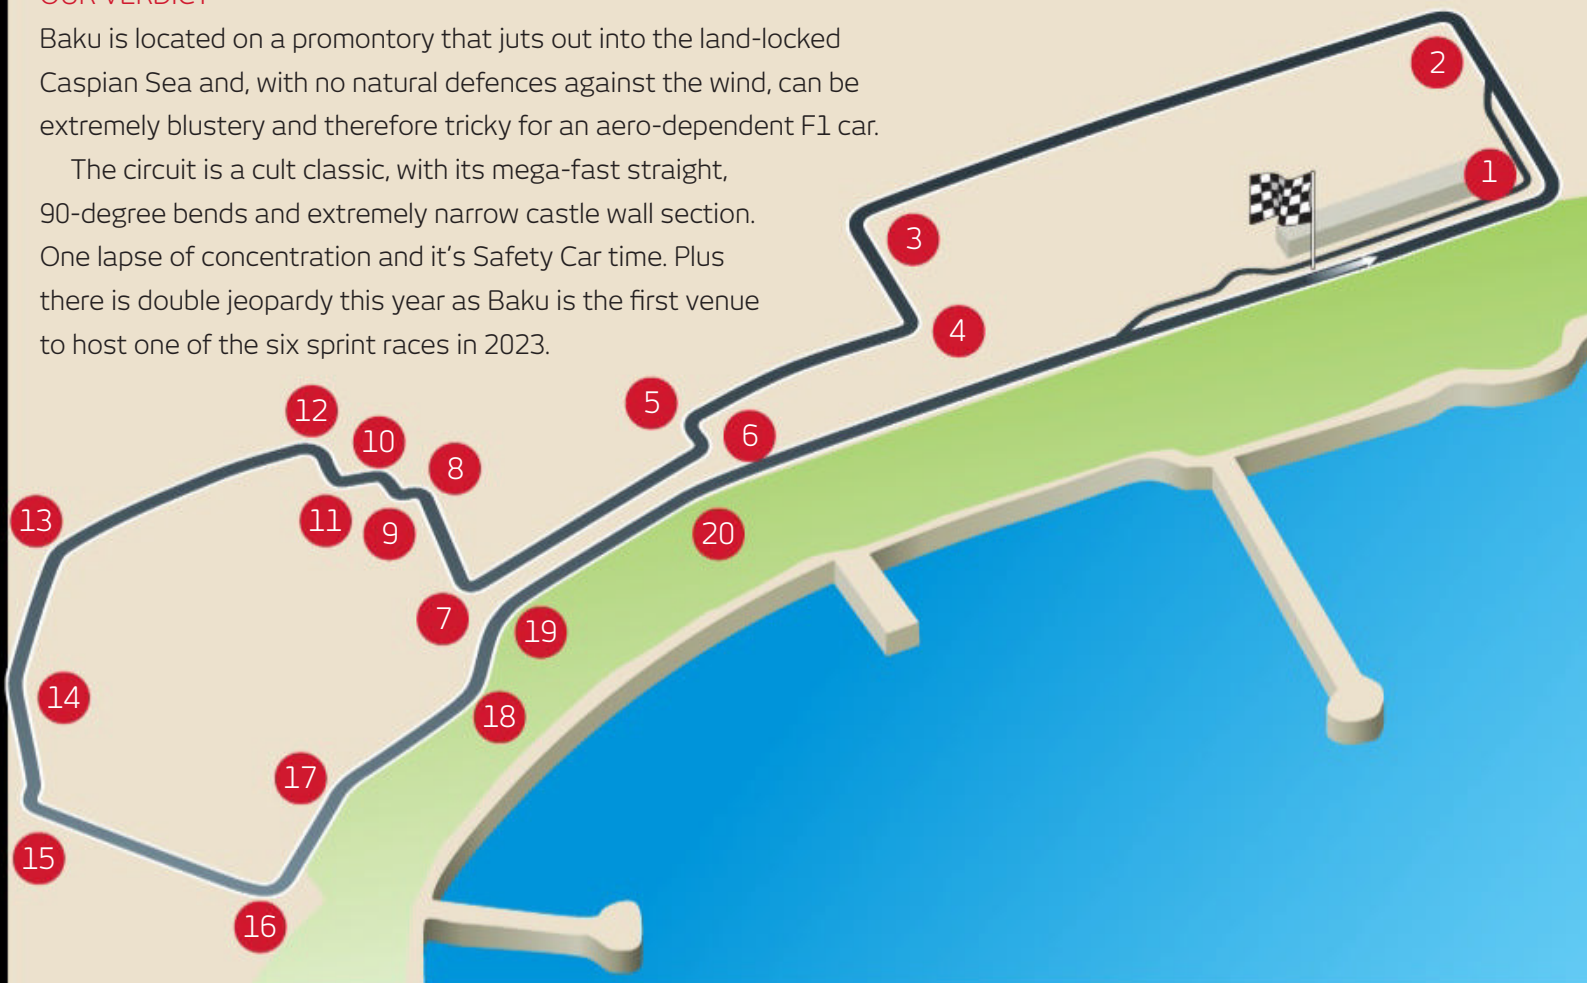 OUR VERDICT
Baku is located on a promontory that juts out into the land-locked
Caspian Sea and, with no natural defences against the wind, can be
extremely blustery and therefore tricky for an aero-dependent F1 car.
The circuit is a cult classic, with its mega-fast straight,
90-degree bends and extremely narrow castle wall section.
One lapse of concentration and it's Safety Car time. Plus
there is double jeopardy this year as Baku is the first venue
to host one of the six sprint races in 2023.
2
1
3
4
5
6
12
10
8
13
11
9
20
7
19
14
18
17
15
16